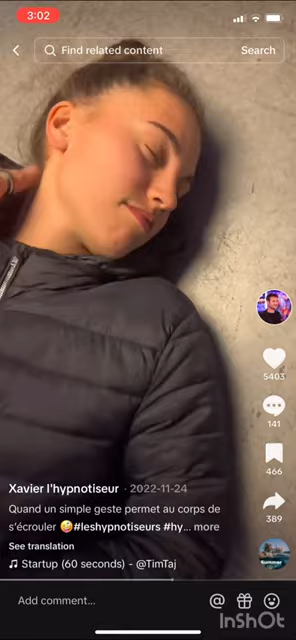 3:02
Find related content
Search
5403
141
466
389
Xavier l'hypnotiseur · 2022-11-24
Quand un simple geste permet au corps de
s'écrouler 🤪#leshypnotiseurs #hy... more
See translation
Startup (60 seconds) - @TimTaj
Summer
Add comment...
InShOt